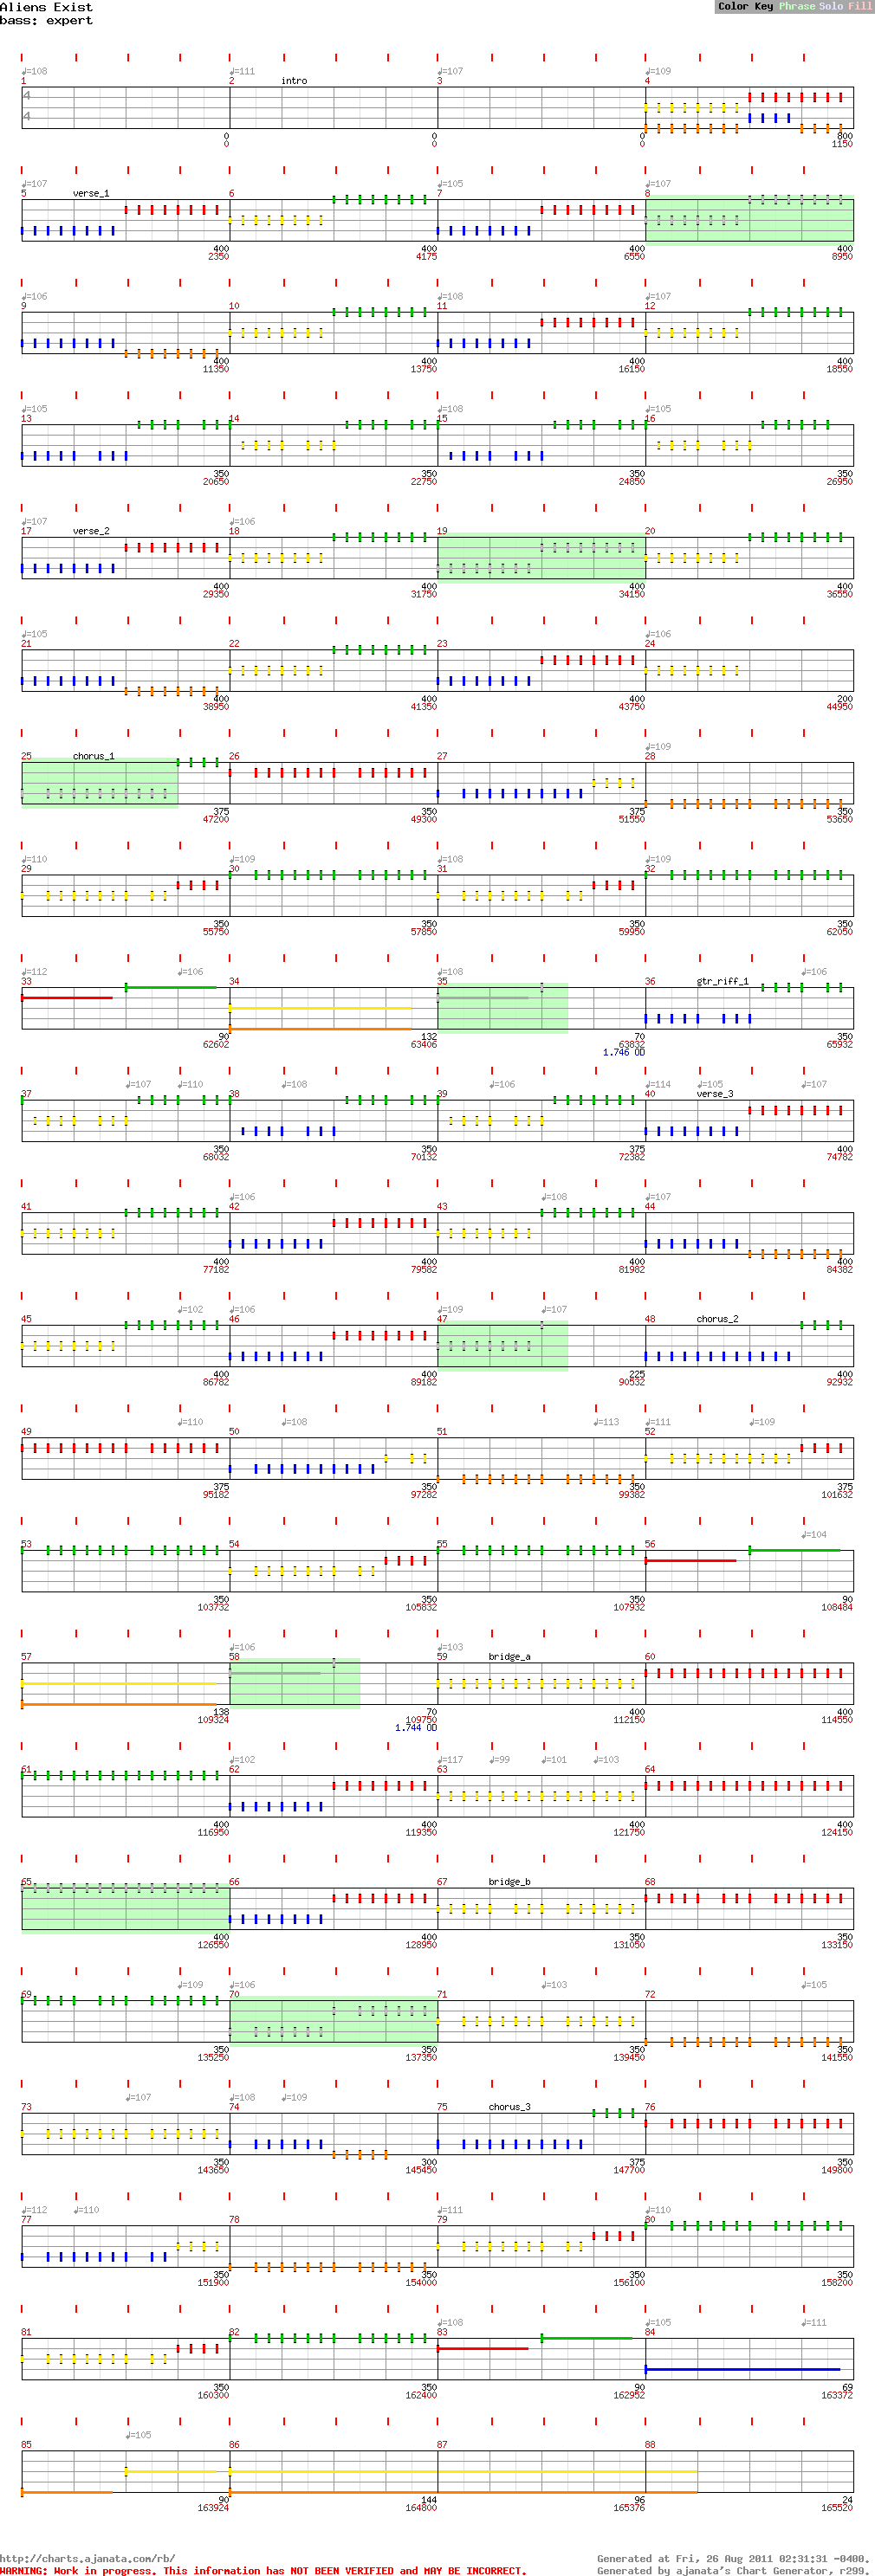 Aliens Exist
Color Key Phrase Solo Fill
bass: expert
♩=108 ♩=111 ♩=107 ♩=109
1 2 intro 3 4
4
4
0 0 0 800
0 0 0 1150
♩=107 ♩=105 ♩=107
5 verse_1 6 7 8
400 400 400 400
2350 4175 6550 8950
♩=106 ♩=108 ♩=107
9 10 11 12
400 400 400 400
11350 13750 16150 18550
♩=105 ♩=108 ♩=105
13 14 15 16
350 350 350 350
20650 22750 24850 26950
♩=107 ♩=106
17 verse_2 18 19 20
400 400 400 400
29350 31750 34150 36550
♩=105 ♩=106
21 22 23 24
400 400 400 200
38950 41350 43750 44950
25 chorus_1 26 27 28
♩=109
375 350 375 350
47200 49300 51550 53650
♩=110 ♩=109 ♩=108 ♩=109
29 30 31 32
350 350 350 350
55750 57850 59950 62050
♩=112 ♩=106 ♩=108 ♩=106
33 34 35 36 gtr_riff_1
90 132 70 350
62602 63406 63832 65932
1.746 OD
♩=107 ♩=110 ♩=108 ♩=106 ♩=114 ♩=105 ♩=107
37 38 39 40 verse_3
350 350 375 400
68032 70132 72382 74782
♩=106 ♩=108 ♩=107
41 42 43 44
400 400 400 400
77182 79582 81982 84382
♩=102 ♩=106 ♩=109 ♩=107
45 46 47 48 chorus_2
400 400 225 400
86782 89182 90532 92932
♩=110 ♩=108 ♩=113 ♩=111 ♩=109
49 50 51 52
375 350 350 375
95182 97282 99382 101632
♩=104
53 54 55 56
350 350 350 90
103732 105832 107932 108484
♩=106 ♩=103
57 58 59 bridge_a 60
138 70 400 400
109324 109750 112150 114550
1.744 OD
♩=102 ♩=117 ♩=99 ♩=101 ♩=103
61 62 63 64
400 400 400 400
116950 119350 121750 124150
65 66 67 bridge_b 68
400 400 350 350
126550 128950 131050 133150
♩=109 ♩=106 ♩=103 ♩=105
69 70 71 72
350 350 350 350
135250 137350 139450 141550
♩=107 ♩=108 ♩=109
73 74 75 chorus_3 76
350 300 375 350
143650 145450 147700 149800
♩=112 ♩=110 ♩=111 ♩=110
77 78 79 80
350 350 350 350
151900 154000 156100 158200
♩=108 ♩=105 ♩=111
81 82 83 84
350 350 90 69
160300 162400 162952 163372
♩=105
85 86 87 88
90 144 96 24
163924 164800 165376 165520
http://charts.ajanata.com/rb/
Generated at Fri, 26 Aug 2011 02:31:31 -0400.
WARNING: Work in progress. This information has NOT BEEN VERIFIED and MAY BE INCORRECT.
Generated by ajanata's Chart Generator, r299.